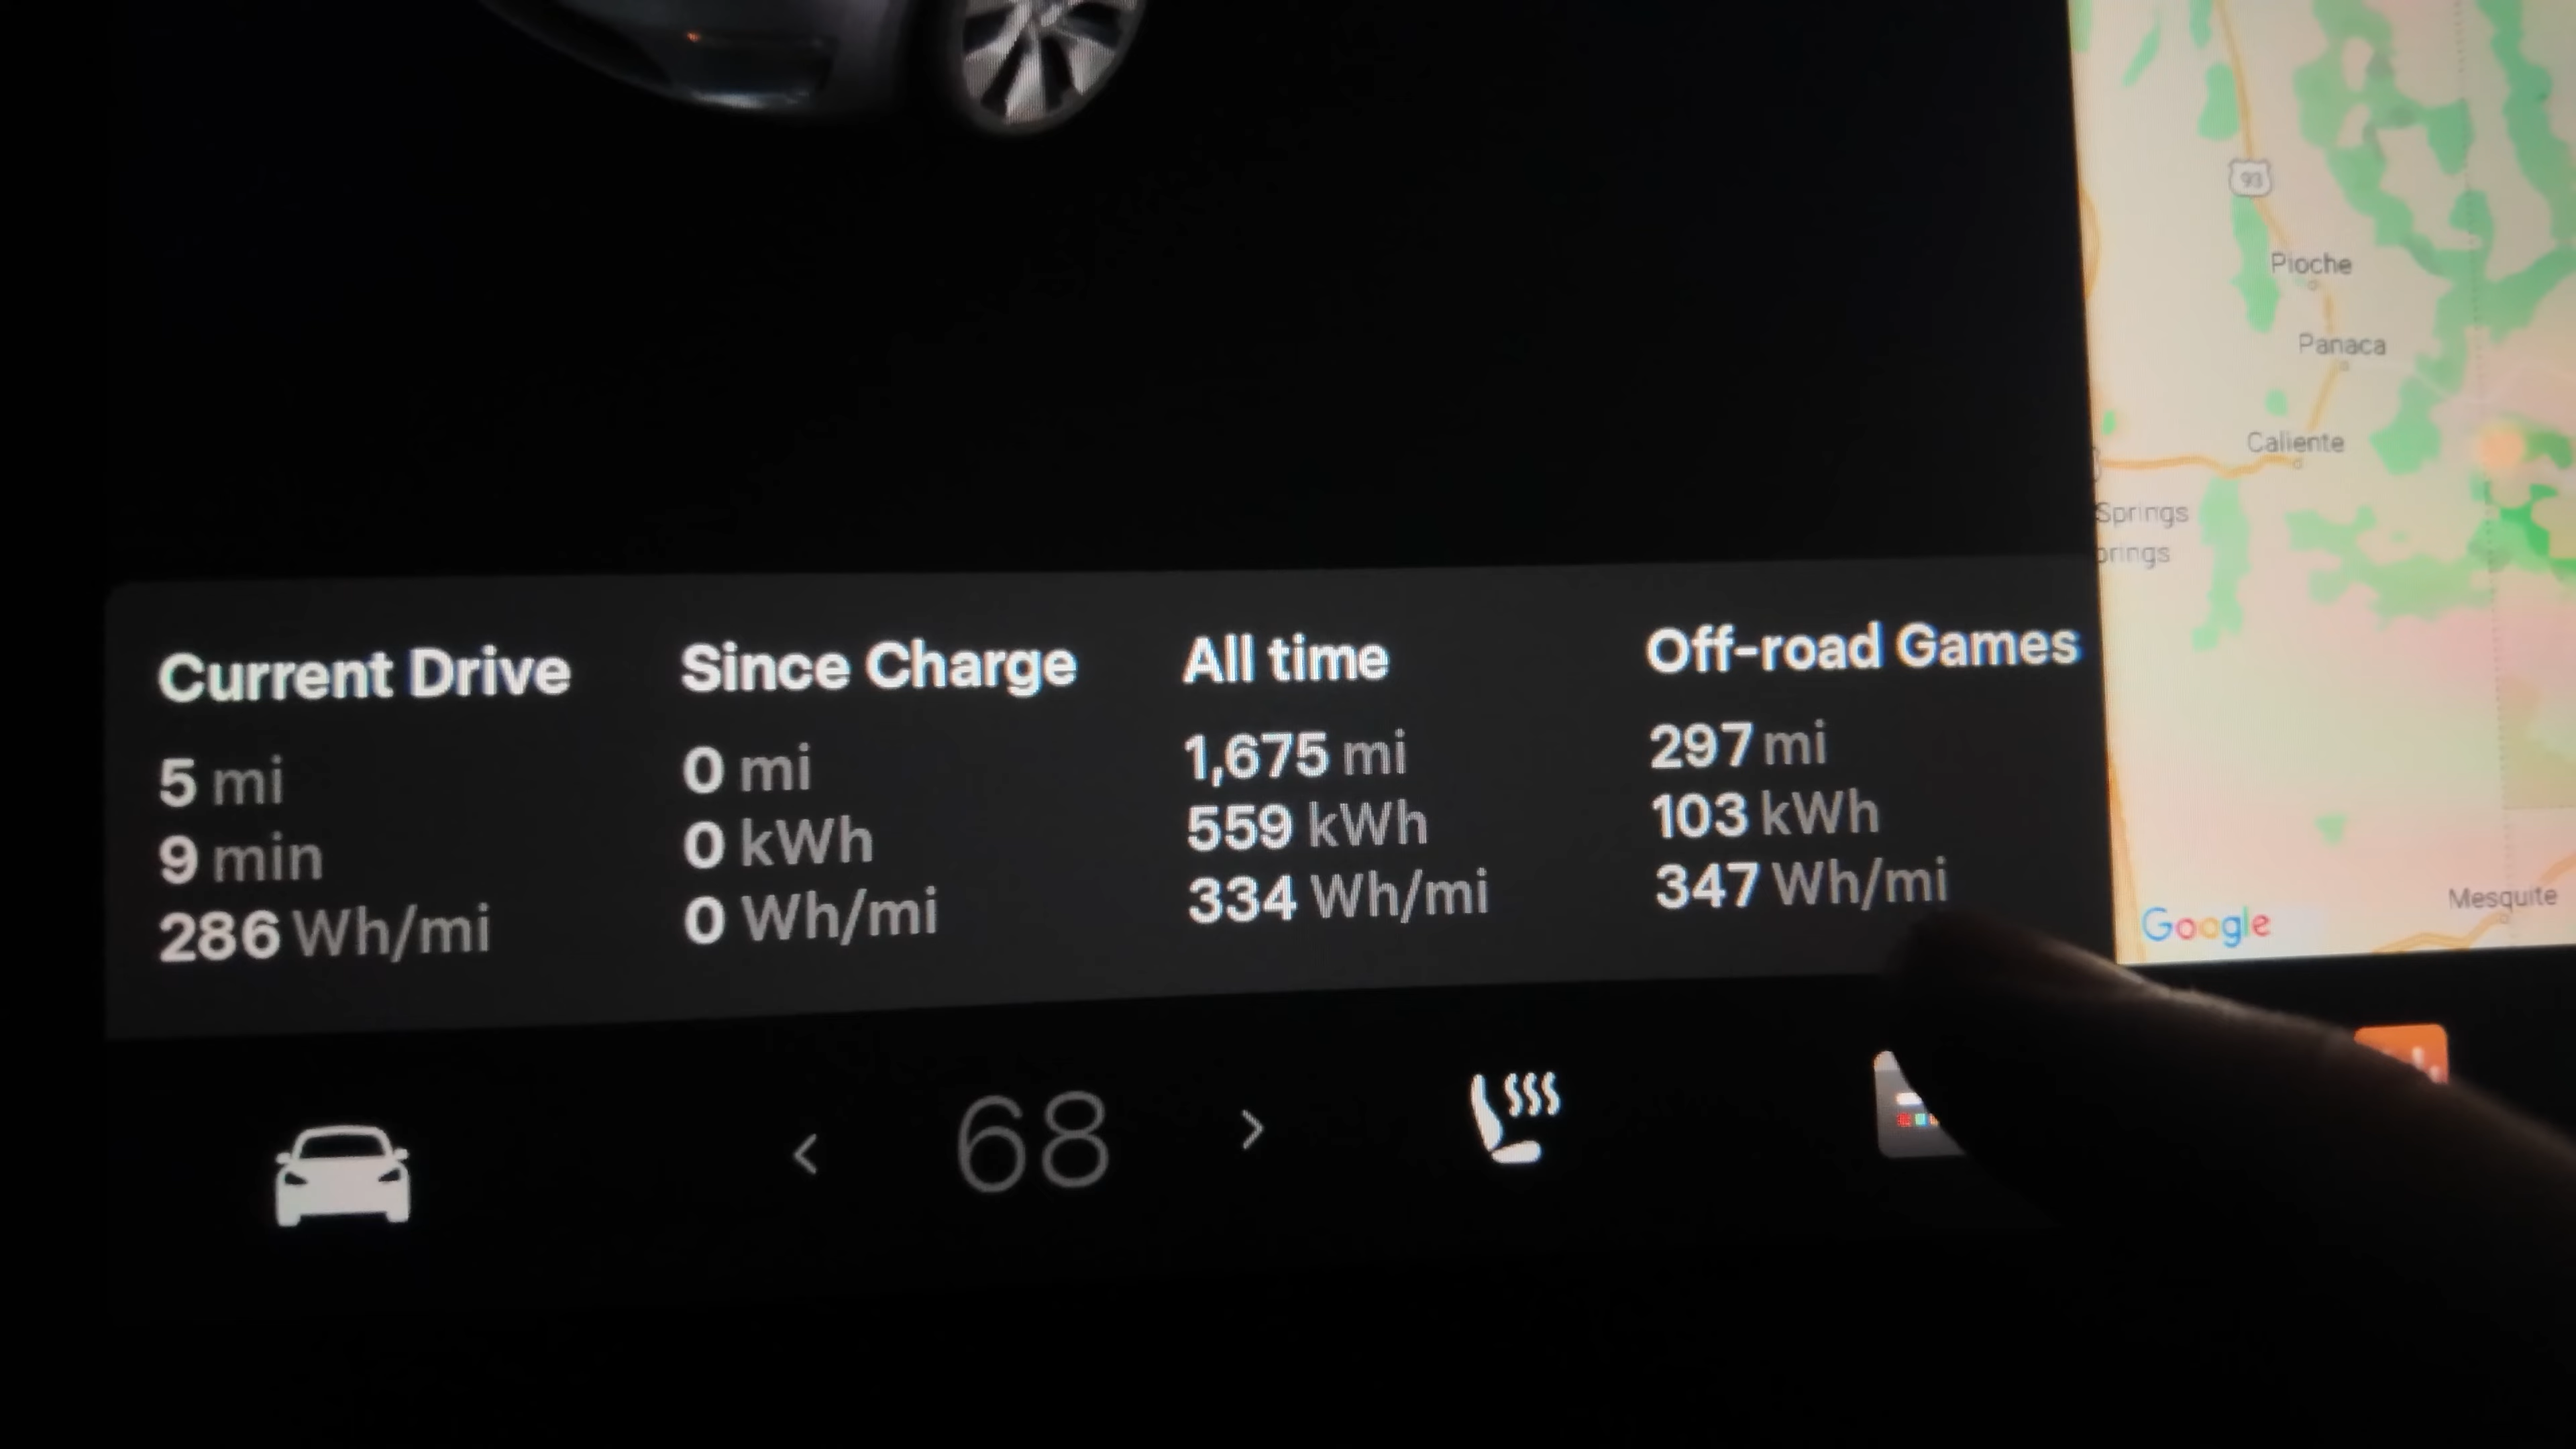 93
Pioche
Panaca
Caliente
Springs
Current Drive
5 mi
9 min
286 Wh/mi
Since Charge
0 mi
0 kWh
0 Wh/mi
All time
1,675 mi
559 kWh
334 Wh/mi
Off-road Games
297 mi
103 kWh
347 Wh/mi
Mesquite
Google
< 68 >